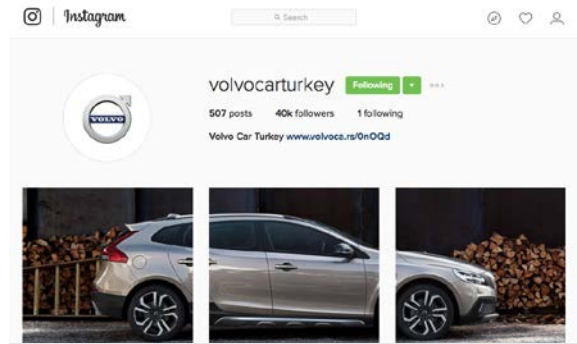 Instagram
Search
volvocarturkey Following
507 posts 40k followers 1 following
Volvo Car Turkey www.volvoca.rs/0nOQd
VOLVO